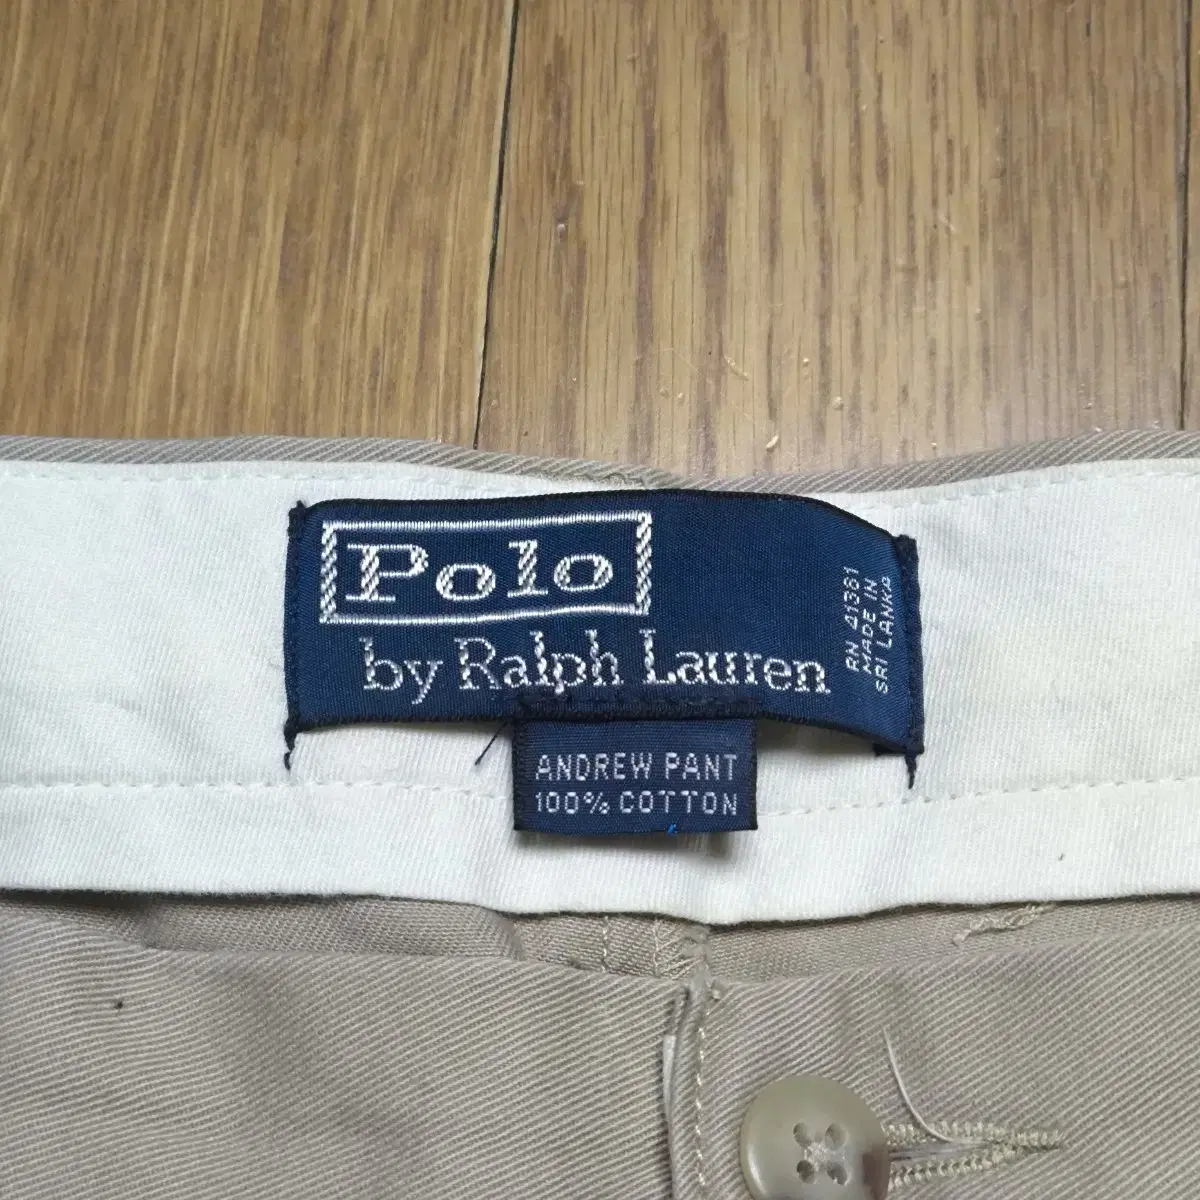 Polo
by Ralph Lauren
RN 41381
MADE IN
SRI LANKA
ANDREW PANT
100% COTTON